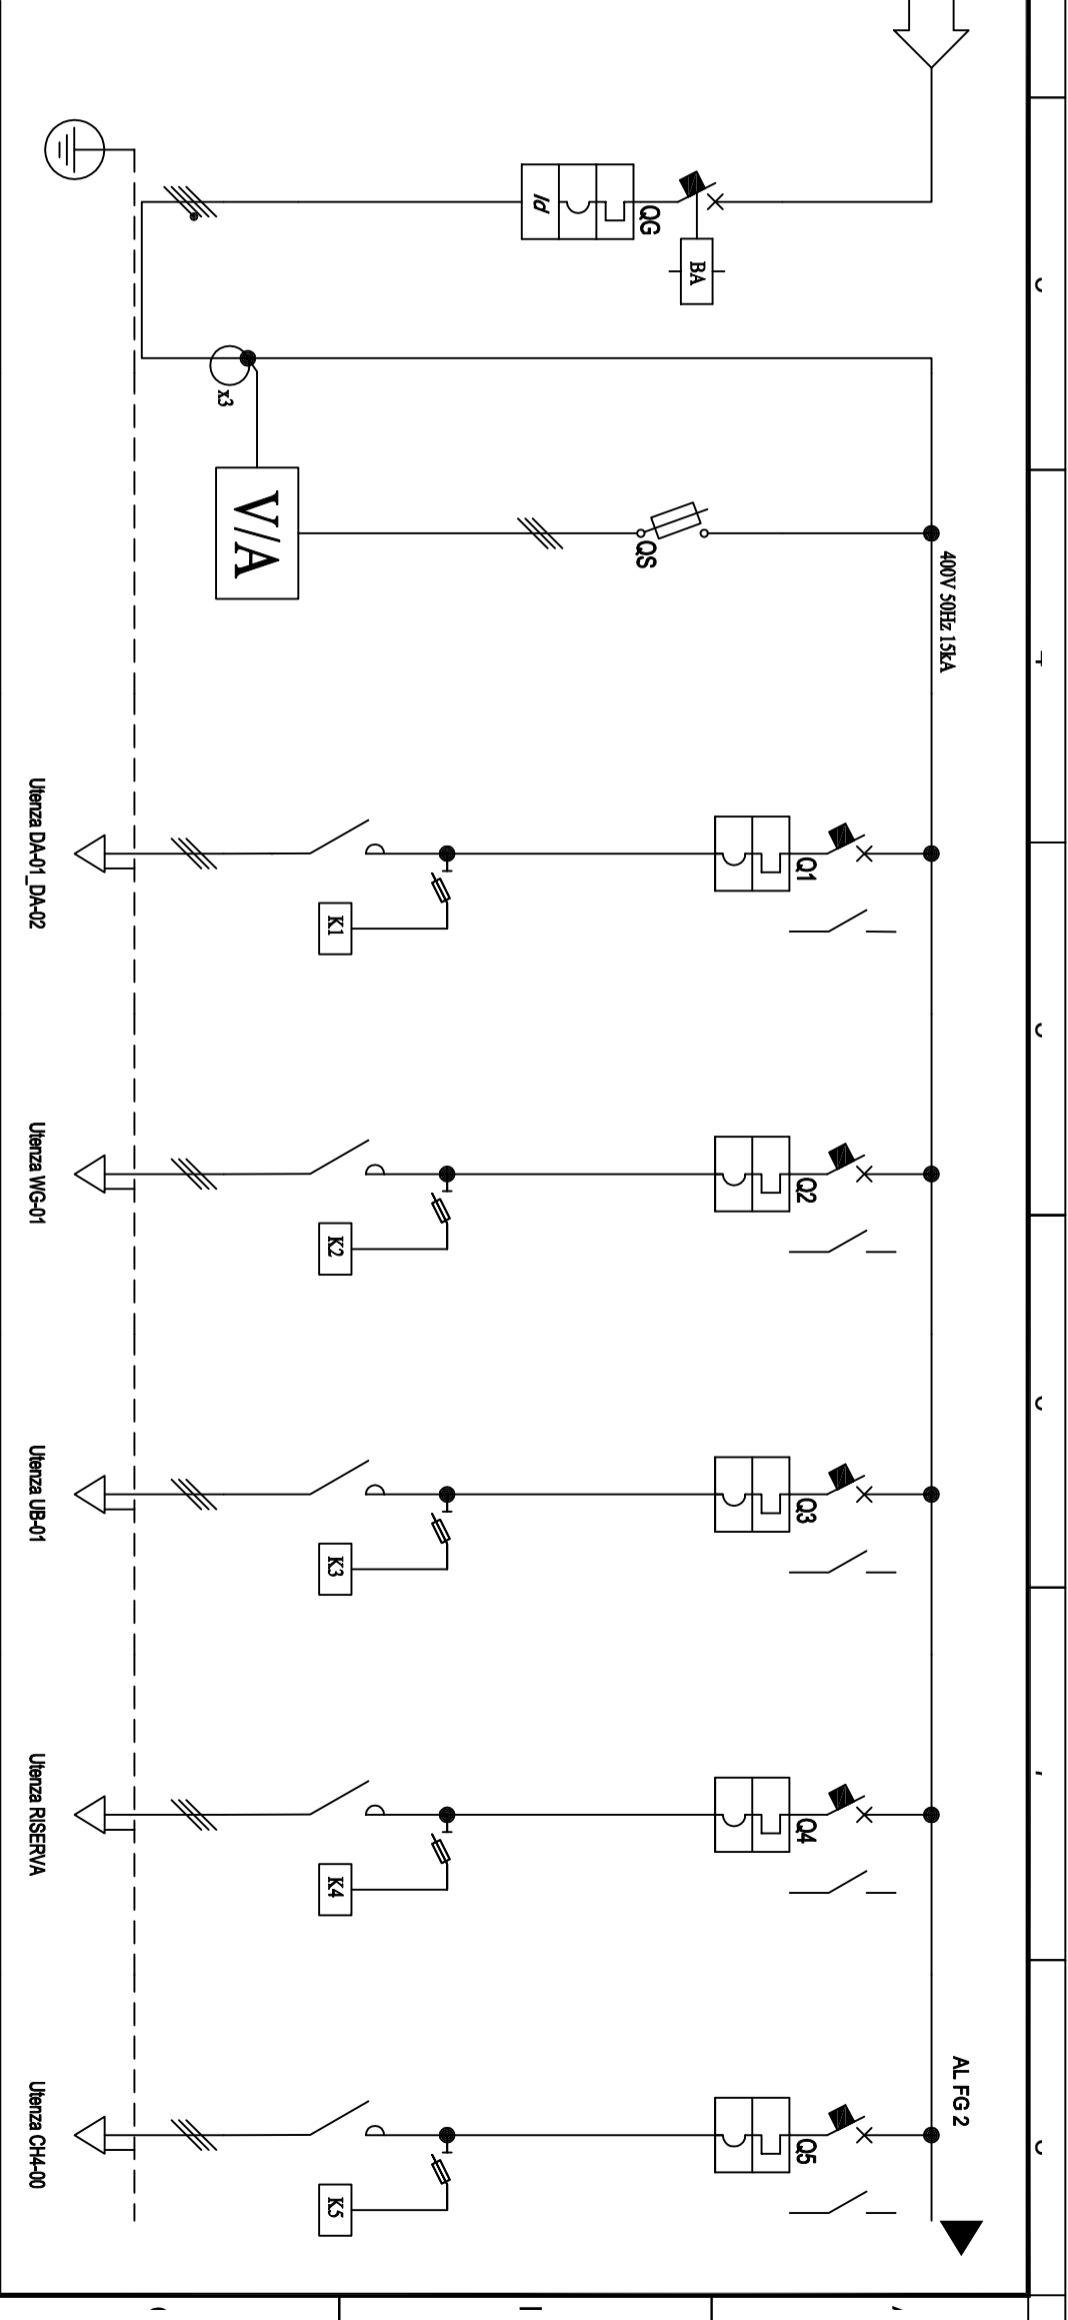 AL FG 2
400V 50Hz 15kA
BA
QG
Id
x3
V/A
QS
Q1
Q2
Q3
Q4
Q5
K1
K2
K3
K4
K5
Utenza DA-01_DA-02
Utenza WG-01
Utenza UB-01
Utenza RISERVA
Utenza CH4-00